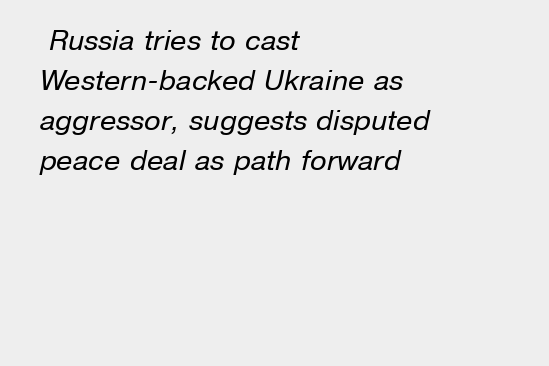 Russia tries to cast
Western-backed Ukraine as
aggressor, suggests disputed
peace deal as path forward